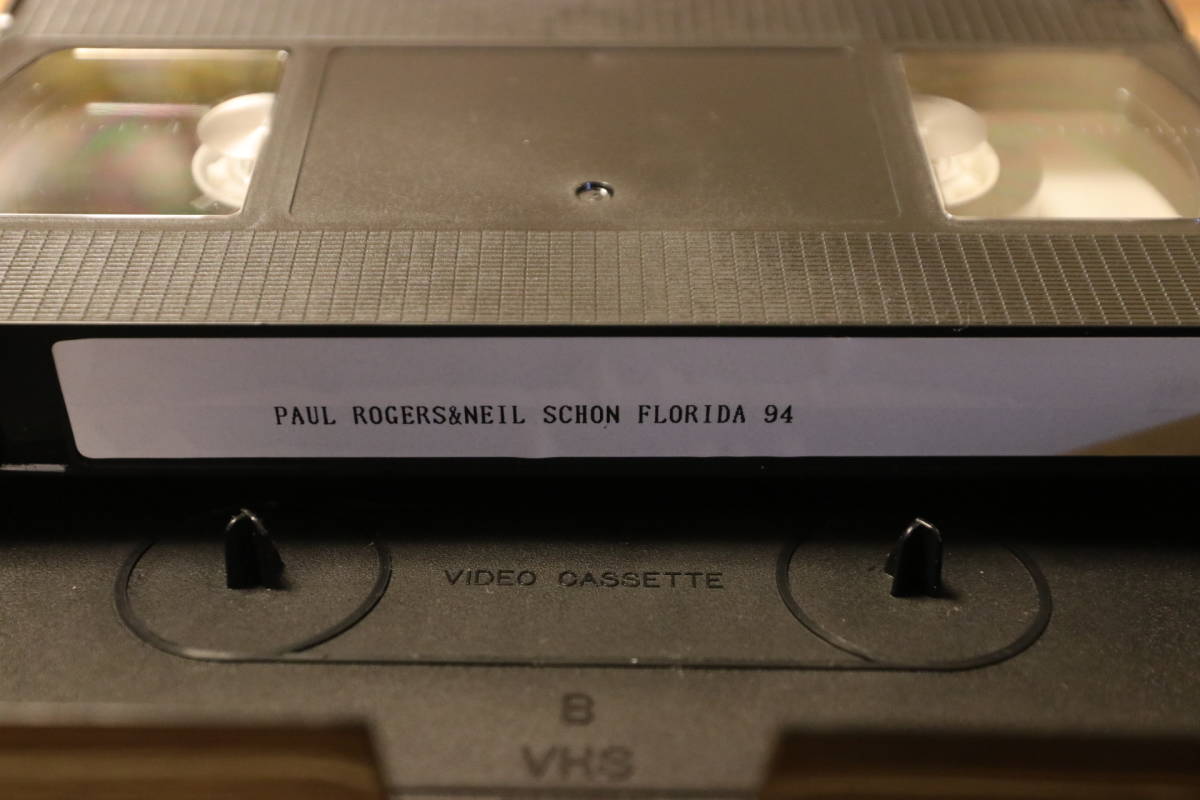 PAUL ROGERS&NEIL SCHON FLORIDA 94
VIDEO CASSETTE
B
VHS